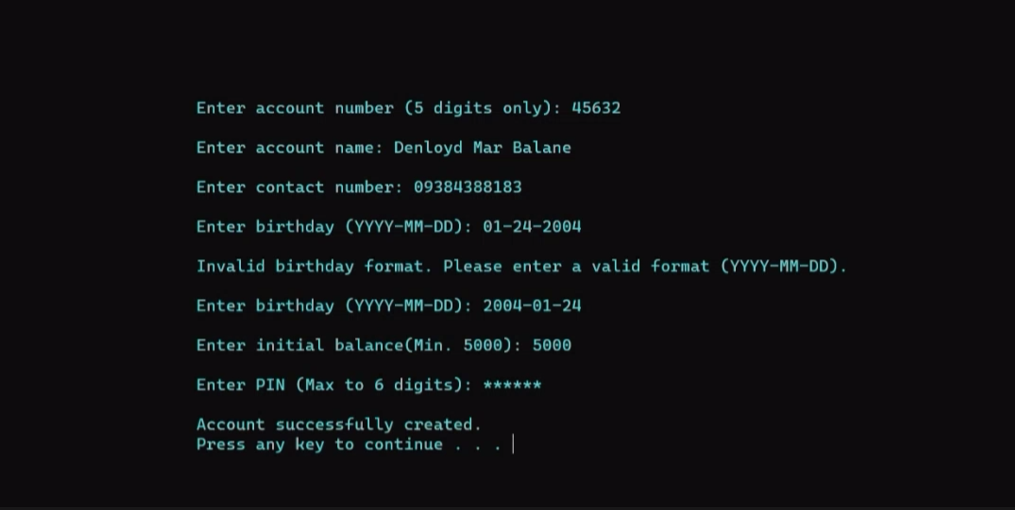 Enter account number (5 digits only): 45632
Enter account name: Denloyd Mar Balane
Enter contact number: 09384388183
Enter birthday (YYYY-MM-DD): 01-24-2004
Invalid birthday format. Please enter a valid format (YYYY-MM-DD).
Enter birthday (YYYY-MM-DD): 2004-01-24
Enter initial balance(Min. 5000): 5000
Enter PIN (Max to 6 digits): ******
Account successfully created.
Press any key to continue . . .